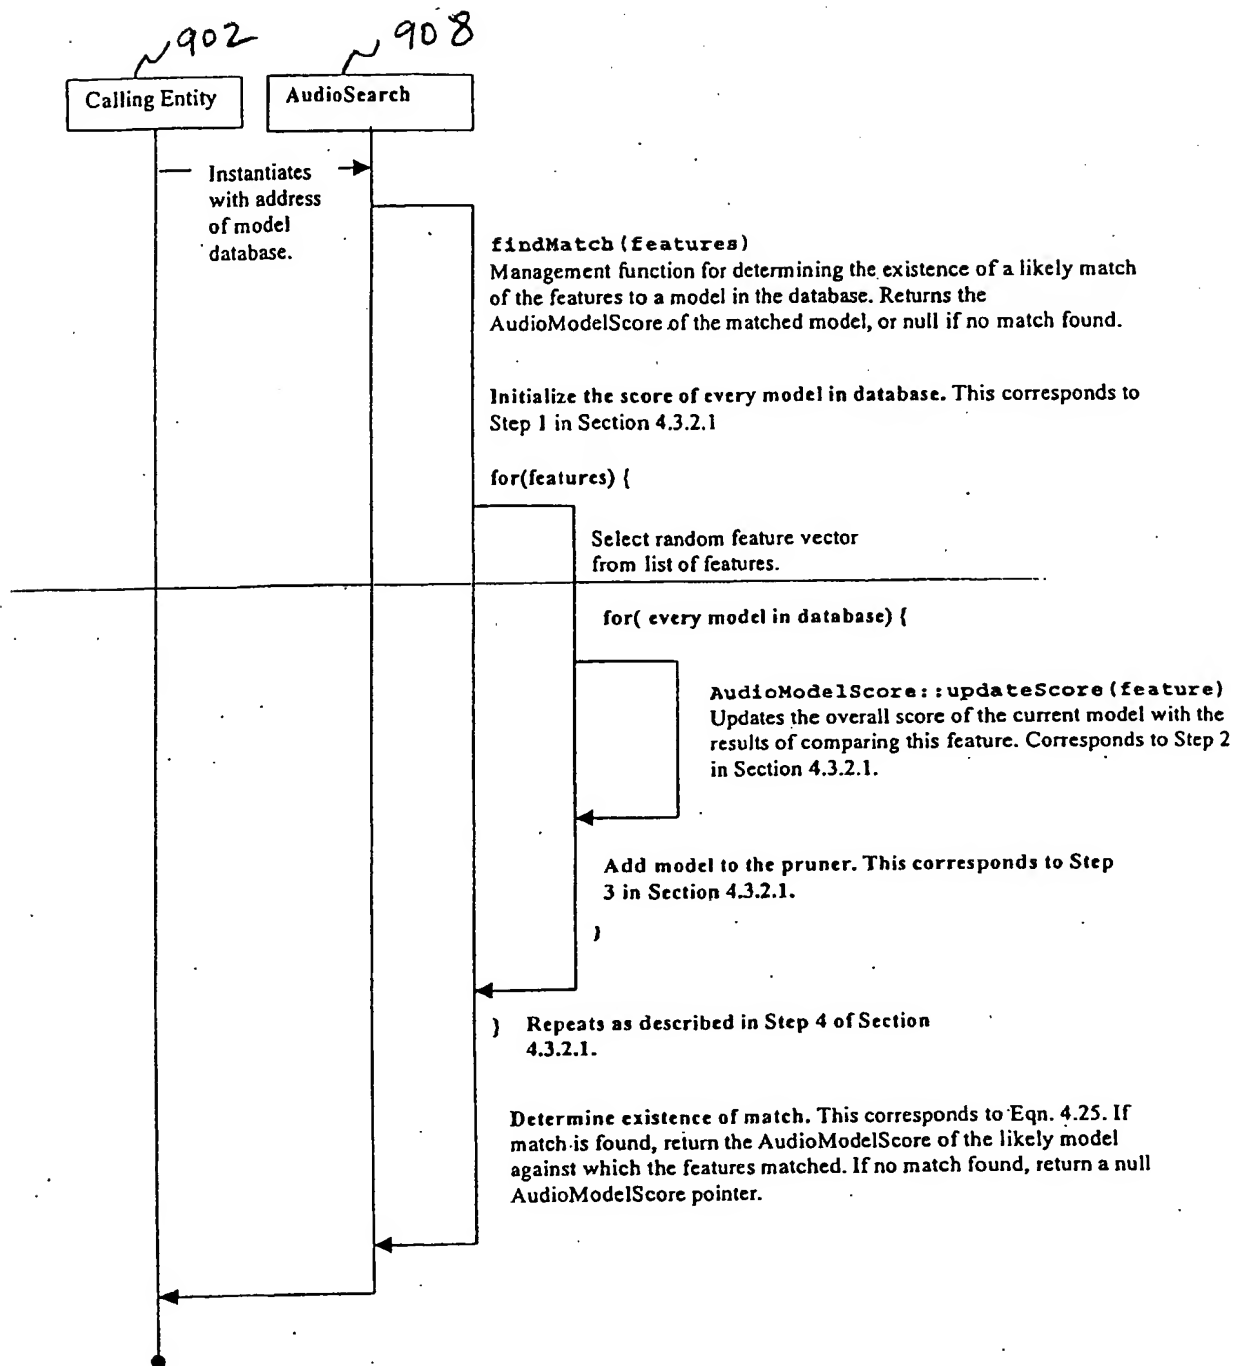 902
908
Calling Entity
AudioSearch
Instantiates
with address
of model
database.
findMatch(features)
Management function for determining the existence of a likely match
of the features to a model in the database. Returns the
AudioModelScore of the matched model, or null if no match found.
Initialize the score of every model in database. This corresponds to
Step 1 in Section 4.3.2.1
for(features) {
Select random feature vector
from list of features.
for( every model in database) {
AudioModelScore::updateScore(feature)
Updates the overall score of the current model with the
results of comparing this feature. Corresponds to Step 2
in Section 4.3.2.1.
Add model to the pruner. This corresponds to Step
3 in Section 4.3.2.1.
}
} Repeats as described in Step 4 of Section
4.3.2.1.
Determine existence of match. This corresponds to Eqn. 4.25. If
match is found, return the AudioModelScore of the likely model
against which the features matched. If no match found, return a null
AudioModelScore pointer.